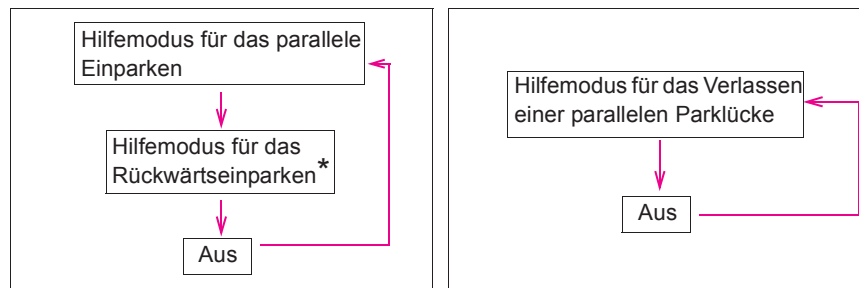 Hilfemodus für das parallele
Einparken
Hilfemodus für das
Rückwärtseinparken*
Aus
Hilfemodus für das Verlassen
einer parallelen Parklücke
Aus